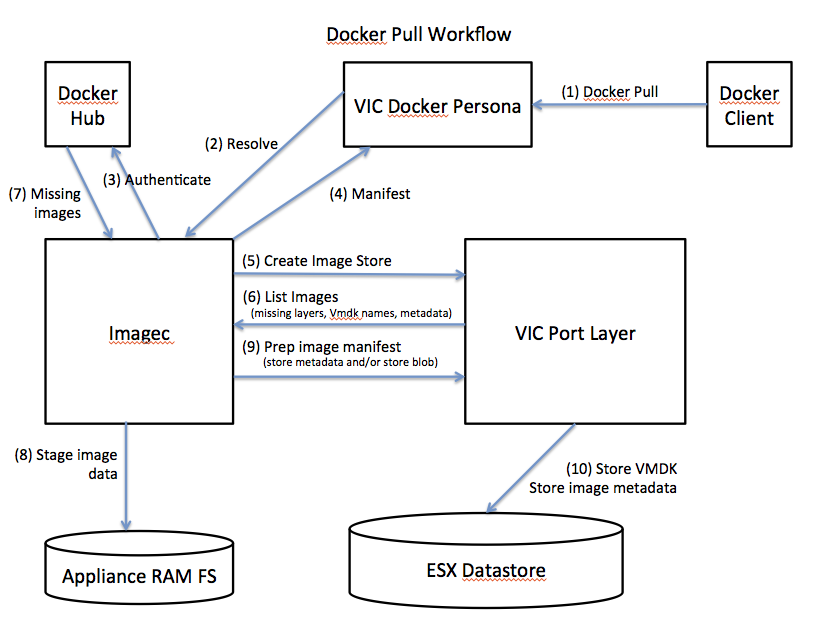 Docker Pull Workflow
Docker
Hub
VIC Docker Persona
(1) Docker Pull
Docker
Client
(2) Resolve
(3) Authenticate
(7) Missing
images
(4) Manifest
(5) Create Image Store
(6) List Images
(missing layers, Vmdk names, metadata)
Imagec
VIC Port Layer
(9) Prep image manifest
(store metadata and/or store blob)
(8) Stage image
data
(10) Store VMDK
Store image metadata
Appliance RAM FS
ESX Datastore